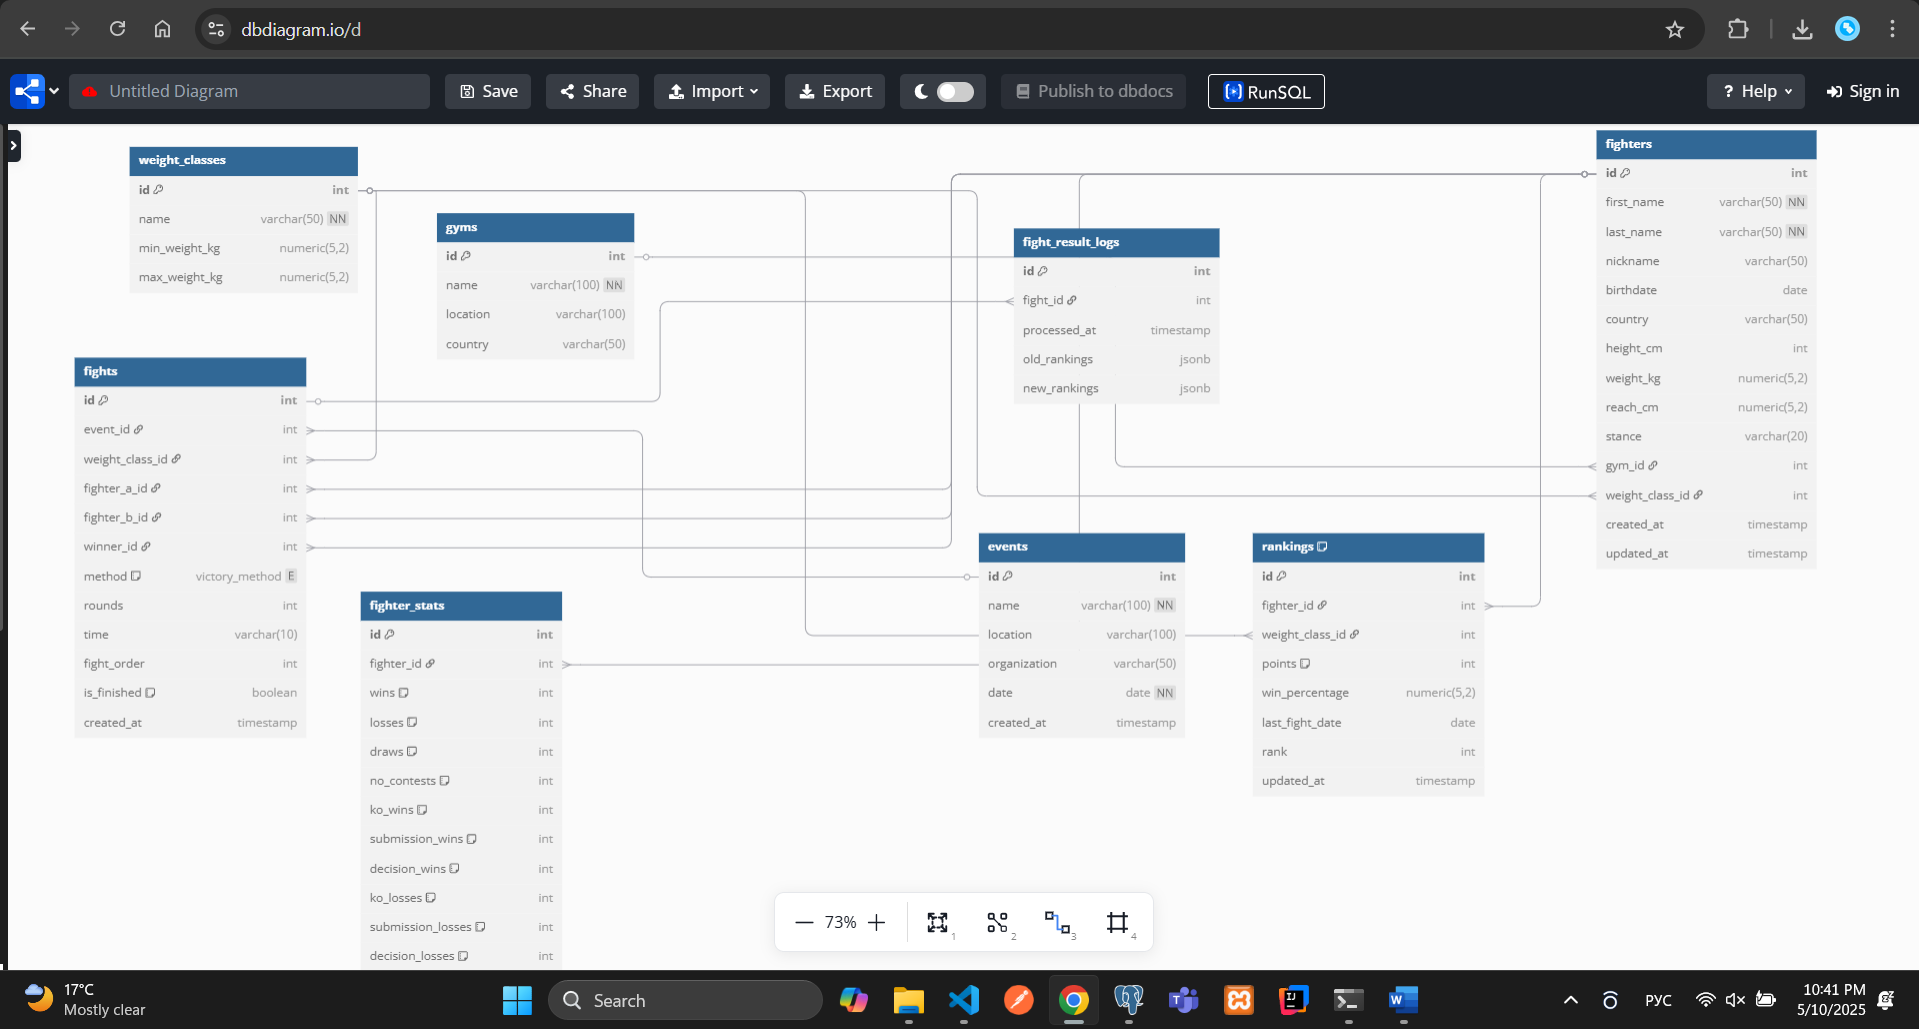 dbdiagram.io/d
Untitled Diagram
Save
Share
Import
Export
Publish to dbdocs
RunSQL
? Help
Sign in
weight_classes
id int
name varchar(50) NN
min_weight_kg numeric(5,2)
max_weight_kg numeric(5,2)
gyms
id int
name varchar(100) NN
location varchar(100)
country varchar(50)
fight_result_logs
id int
fight_id int
processed_at timestamp
old_rankings jsonb
new_rankings jsonb
fighters
id int
first_name varchar(50) NN
last_name varchar(50) NN
nickname varchar(50)
birthdate date
country varchar(50)
height_cm int
weight_kg numeric(5,2)
reach_cm numeric(5,2)
stance varchar(20)
gym_id int
weight_class_id int
created_at timestamp
updated_at timestamp
fights
id int
event_id int
weight_class_id int
fighter_a_id int
fighter_b_id int
winner_id int
method victory_method E
rounds int
time varchar(10)
fight_order int
is_finished boolean
created_at timestamp
fighter_stats
id int
fighter_id int
wins int
losses int
draws int
no_contests int
ko_wins int
submission_wins int
decision_wins int
ko_losses int
submission_losses int
decision_losses int
events
id int
name varchar(100) NN
location varchar(100)
organization varchar(50)
date date NN
created_at timestamp
rankings
id int
fighter_id int
weight_class_id int
points int
win_percentage numeric(5,2)
last_fight_date date
rank int
updated_at timestamp
73%
1
2
3
4
17°C
Mostly clear
Search
РУС
10:41 PM
5/10/2025